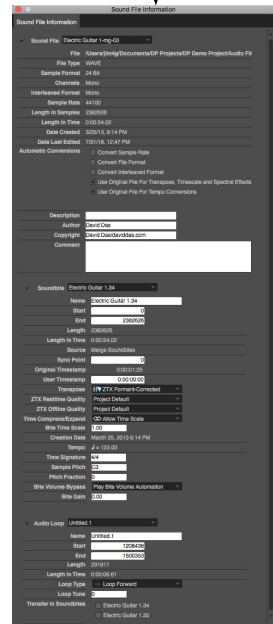 Sound File Information
Sound File Information
Sound File Electric Guitar 1-mg-03
File /Users/jim4g/Documents/DP Projects/DP Demo Project/Audio Fil
File Type WAVE
Sample Format 24-Bit
Channels Mono
Interleaved Format Mono
Sample Rate 44100
Length In Samples 2382626
Length In Time 0:00:54.02
Date Created 3/25/13, 9:14 PM
Date Last Edited 7/31/18, 12:47 PM
Automatic Conversions Convert Sample Rate
Convert File Format
Convert Interleaved Format
Use Original File For Transpose, Timescale and Spectral Effects
Use Original File For Tempo Conversions
Description
Author David Das
Copyright David Das/daviddas.com
Comment
Soundbite Electric Guitar 1.34
Name Electric Guitar 1.34
Start 0
End 2382626
Length 2382626
Length In Time 0:00:54.02
Source Merge Soundbites
Sync Point 0
Original Timestamp 0:00:01:25
User Timestamp 0:00:00:00
Transpose ZTX Formant-Corrected
ZTX Realtime Quality Project Default
ZTX Offline Quality Project Default
Time Compress/Expand Allow Time Scale
Bite Time Scale 1.00
Creation Date March 25, 2013 6:14 PM
Tempo ♩ = 123.00
Time Signature 4/4
Sample Pitch C3
Pitch Fraction 0
Bite Volume Bypass Play Bite Volume Automation
Bite Gain 0.00
Audio Loop Untitled.1
Name Untitled.1
Start 1208436
End 1500353
Length 291917
Length In Time 0:00:06.61
Loop Type Loop Forward
Loop Tune 0
Transfer In Soundbites Electric Guitar 1.34
Electric Guitar 1.35